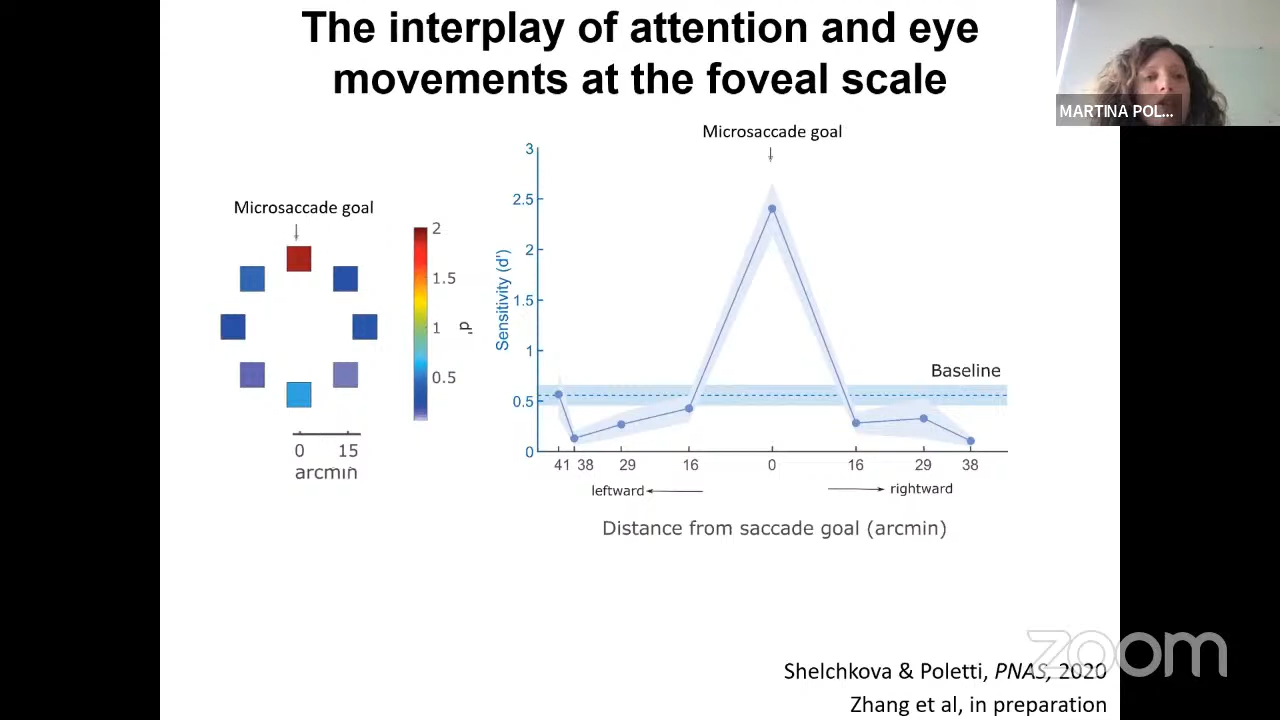 The interplay of attention and eye
movements at the foveal scale
MARTINA POL...
Microsaccade goal
2
1.5
1
0.5
d'
0 15
arcmin
Microsaccade goal
3
2.5
2
1.5
1
0.5
0
Sensitivity (d')
Baseline
41 38 29 16 0 16 29 38
leftward rightward
Distance from saccade goal (arcmin)
zoom
Shelchkova & Poletti, PNAS, 2020
Zhang et al, in preparation